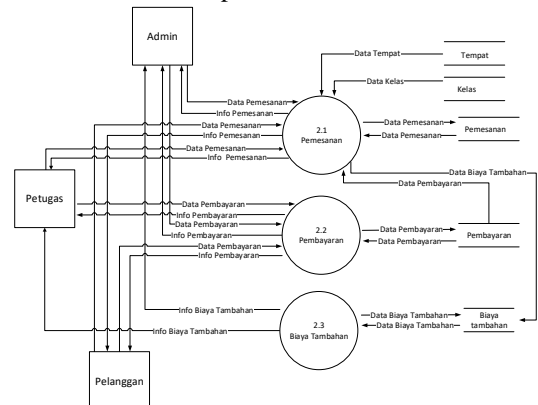 Admin
Data Tempat
Tempat
Data Kelas
Kelas
Data Pemesanan
Info Pemesanan
Data Pemesanan
Info Pemesanan
Data Pemesanan
Info Pemesanan
2.1
Pemesanan
Data Pemesanan
Data Pemesanan
Pemesanan
Data Biaya Tambahan
Data Pembayaran
Petugas
Data Pembayaran
Info Pembayaran
Data Pembayaran
Info Pembayaran
Data Pembayaran
Info Pembayaran
2.2
Pembayaran
Data Pembayaran
Data Pembayaran
Pembayaran
Info Biaya Tambahan
Info Biaya Tambahan
2.3
Biaya Tambahan
Data Biaya Tambahan
Data Biaya Tambahan
Biaya
tambahan
Pelanggan